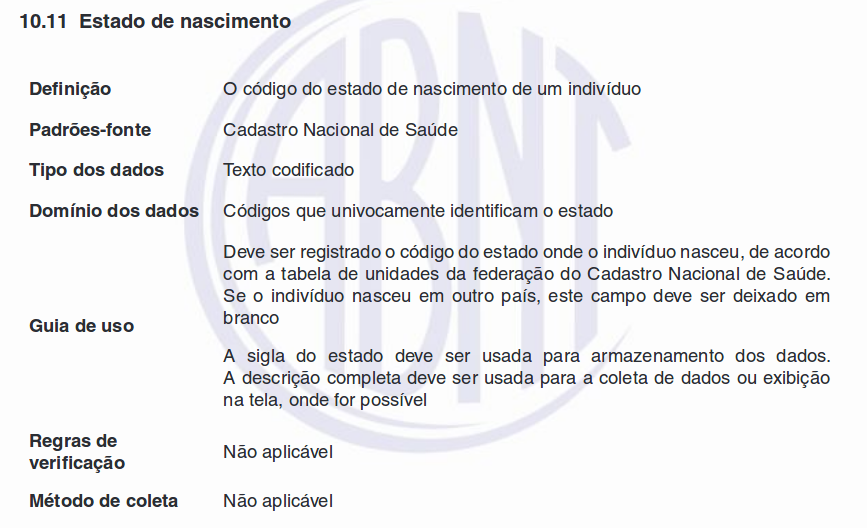 10.11 Estado de nascimento
Definição O código do estado de nascimento de um indivíduo
Padrões-fonte Cadastro Nacional de Saúde
Tipo dos dados Texto codificado
Domínio dos dados Códigos que univocamente identificam o estado
Deve ser registrado o código do estado onde o indivíduo nasceu, de acordo
com a tabela de unidades da federação do Cadastro Nacional de Saúde.
Se o indivíduo nasceu em outro país, este campo deve ser deixado em
branco
Guia de uso
A sigla do estado deve ser usada para armazenamento dos dados.
A descrição completa deve ser usada para a coleta de dados ou exibição
na tela, onde for possível
Regras de
verificação
Não aplicável
Método de coleta Não aplicável
ABNT